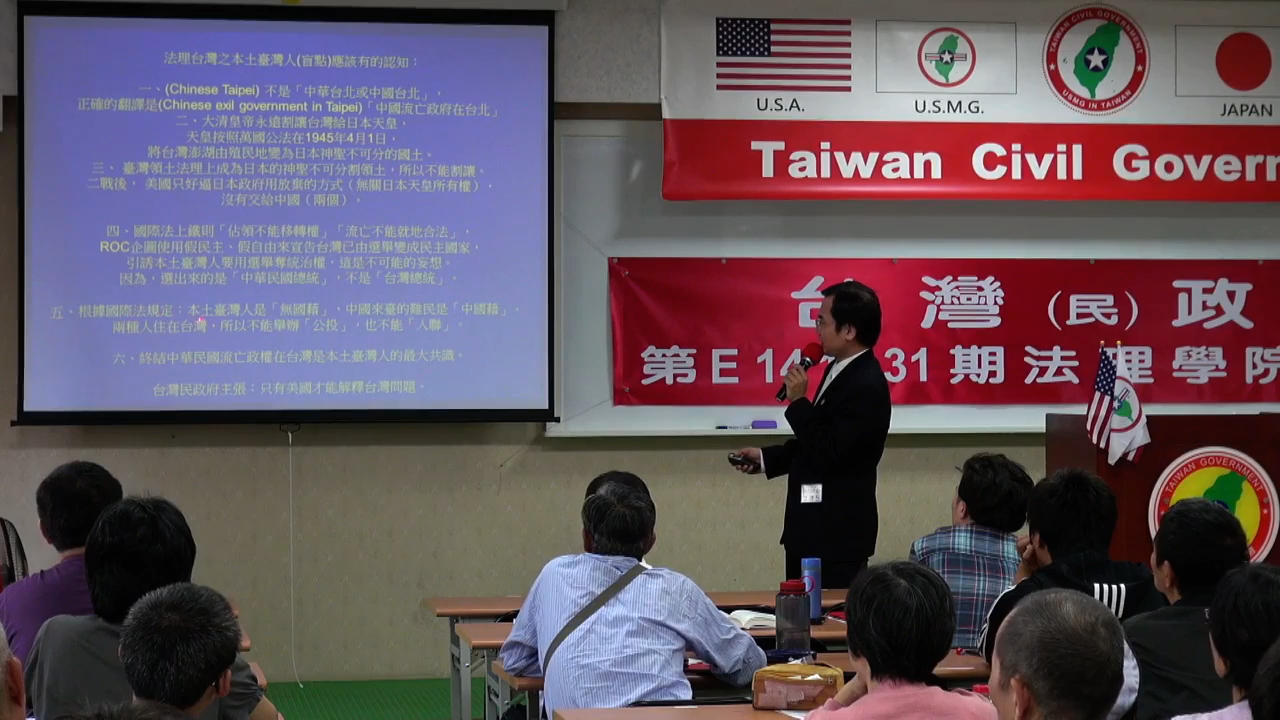 法理台灣之本土臺灣人(盲點)應該有的認知：
一、(Chinese Taipei) 不是「中華台北或中國台北」，
正確的翻譯是(Chinese exil government in Taipei)「中國流亡政府在台北」
二、大清皇帝永遠割讓台灣給日本天皇，
天皇按照萬國公法在1945年4月1日，
將台灣澎湖由殖民地變為日本神聖不可分的國土。
三、 臺灣領土法理上成為日本的神聖不可分割領土，所以不能割讓。
二戰後， 美國只好逼日本政府用放棄的方式（無關日本天皇所有權），
沒有交給中國（兩個）。
四、國際法上鐵則「佔領不能移轉權」「流亡不能就地合法」，
ROC企圖使用假民主、假自由來宣告台灣已由選舉變成民主國家，
引誘本土臺灣人要用選舉奪統治權，這是不可能的妄想。
因為，選出來的是「中華民國總統」，不是「台灣總統」。
五、根據國際法規定：本土臺灣人是「無國籍」，中國來臺的難民是「中國籍」，
兩種人住在台灣，所以不能舉辦「公投」，也不能「入聯」。
六、終結中華民國流亡政權在台灣是本土臺灣人的最大共識。
台灣民政府主張：只有美國才能解釋台灣問題。
U.S.A.
U.S.M.G.
TAIWAN CIVIL GOVERNMENT
USMG IN TAIWAN
JAPAN
Taiwan Civil Govern
台灣（民）政
第E 14 31期法理學院
TAIWAN GOVERNMENT